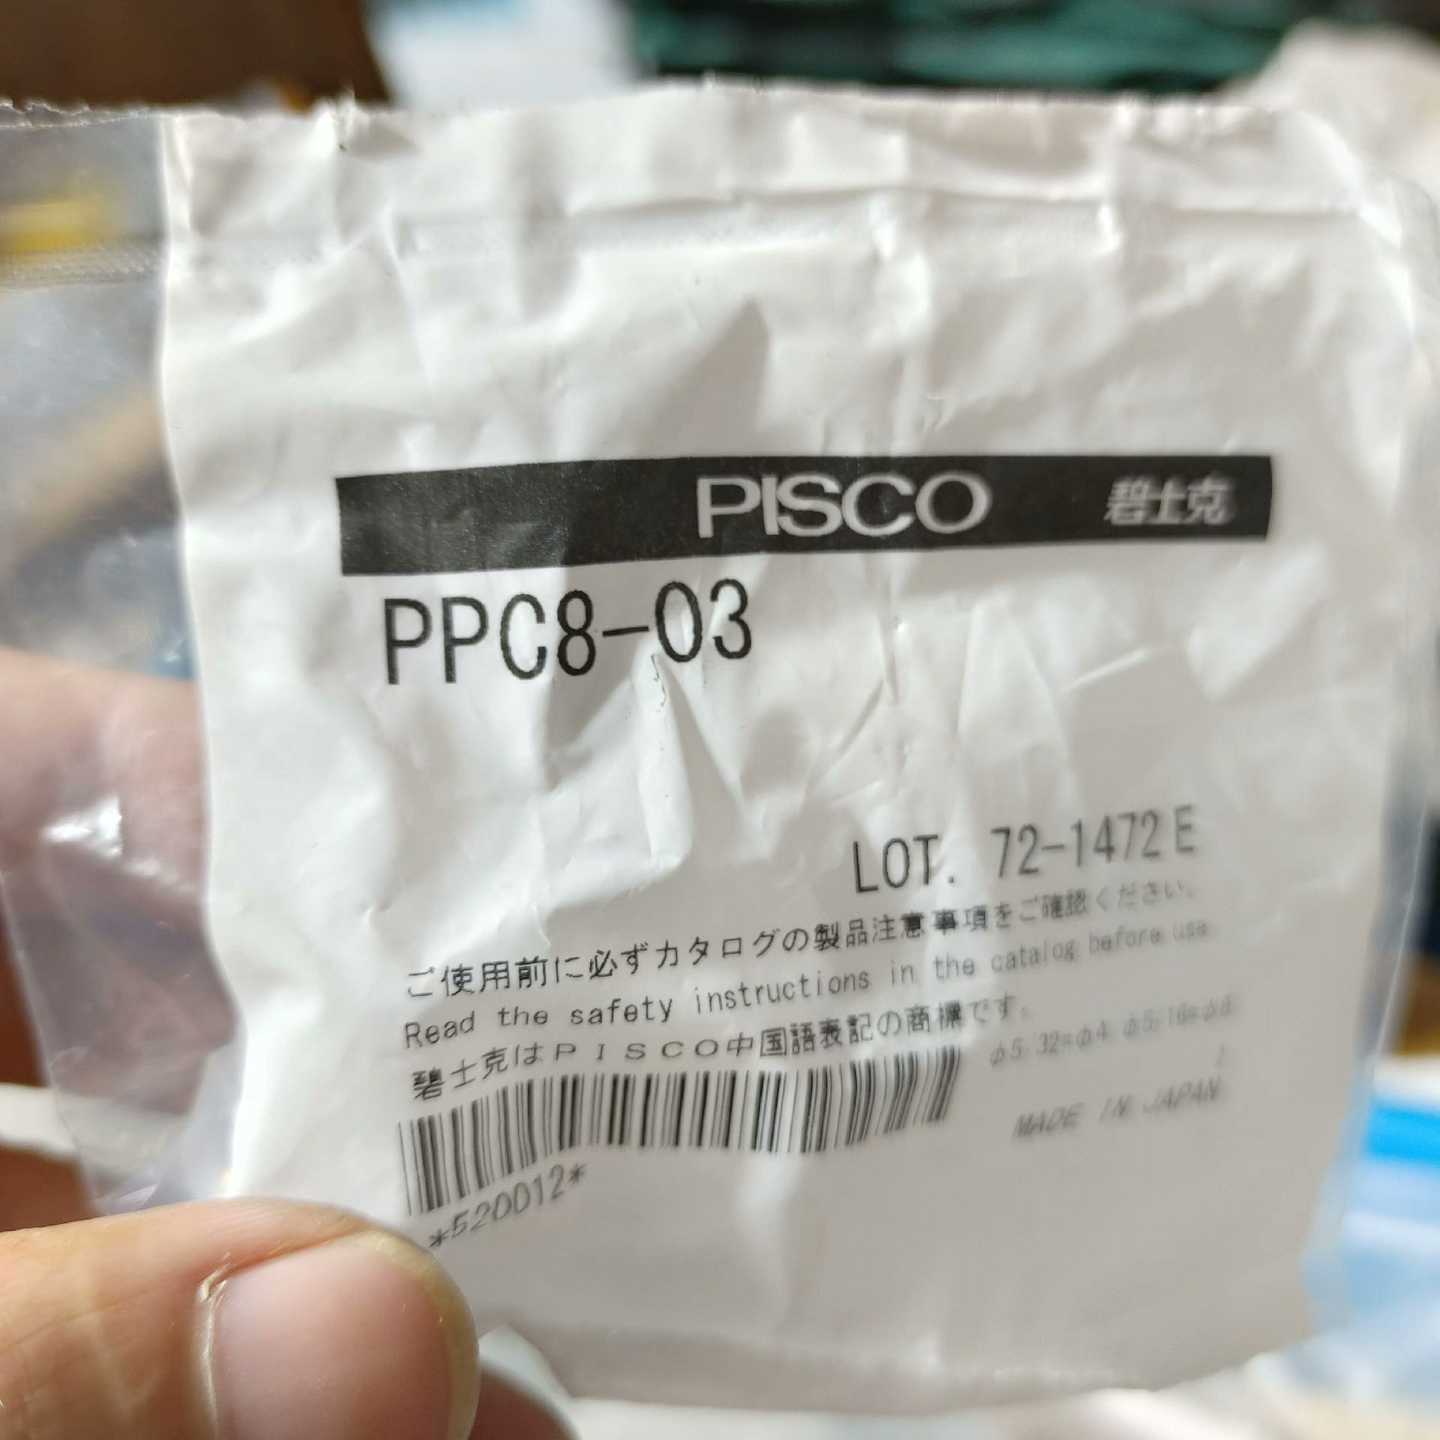 PISCO 碧士克
PPC8-03
LOT. 72-1472E
ご使用前に必ずカタログの製品注意事項をご確認ください。
Read the safety instructions in the catalog before use.
碧士克はPISCO中国語表記の商標です。
φ5/32=φ4 φ5/16=φ8
MADE IN JAPAN
*520012*